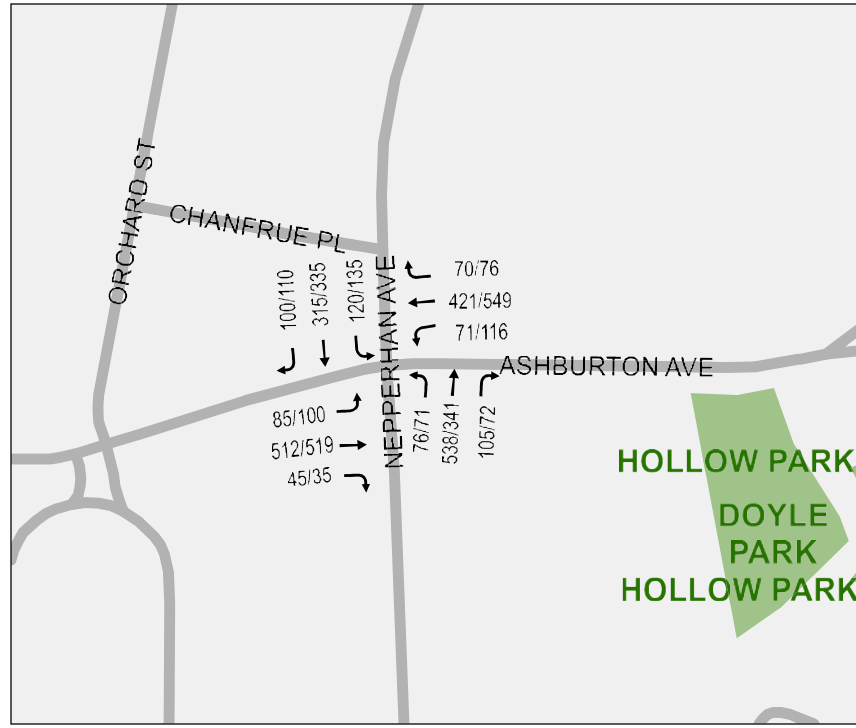 ORCHARD ST
CHANFRUE PL
NEPPERHAN AVE
100/110
315/335
120/135
70/76
421/549
71/116
ASHBURTON AVE
85/100
512/519
45/35
76/71
538/341
105/72
HOLLOW PARK
DOYLE
PARK
HOLLOW PARK